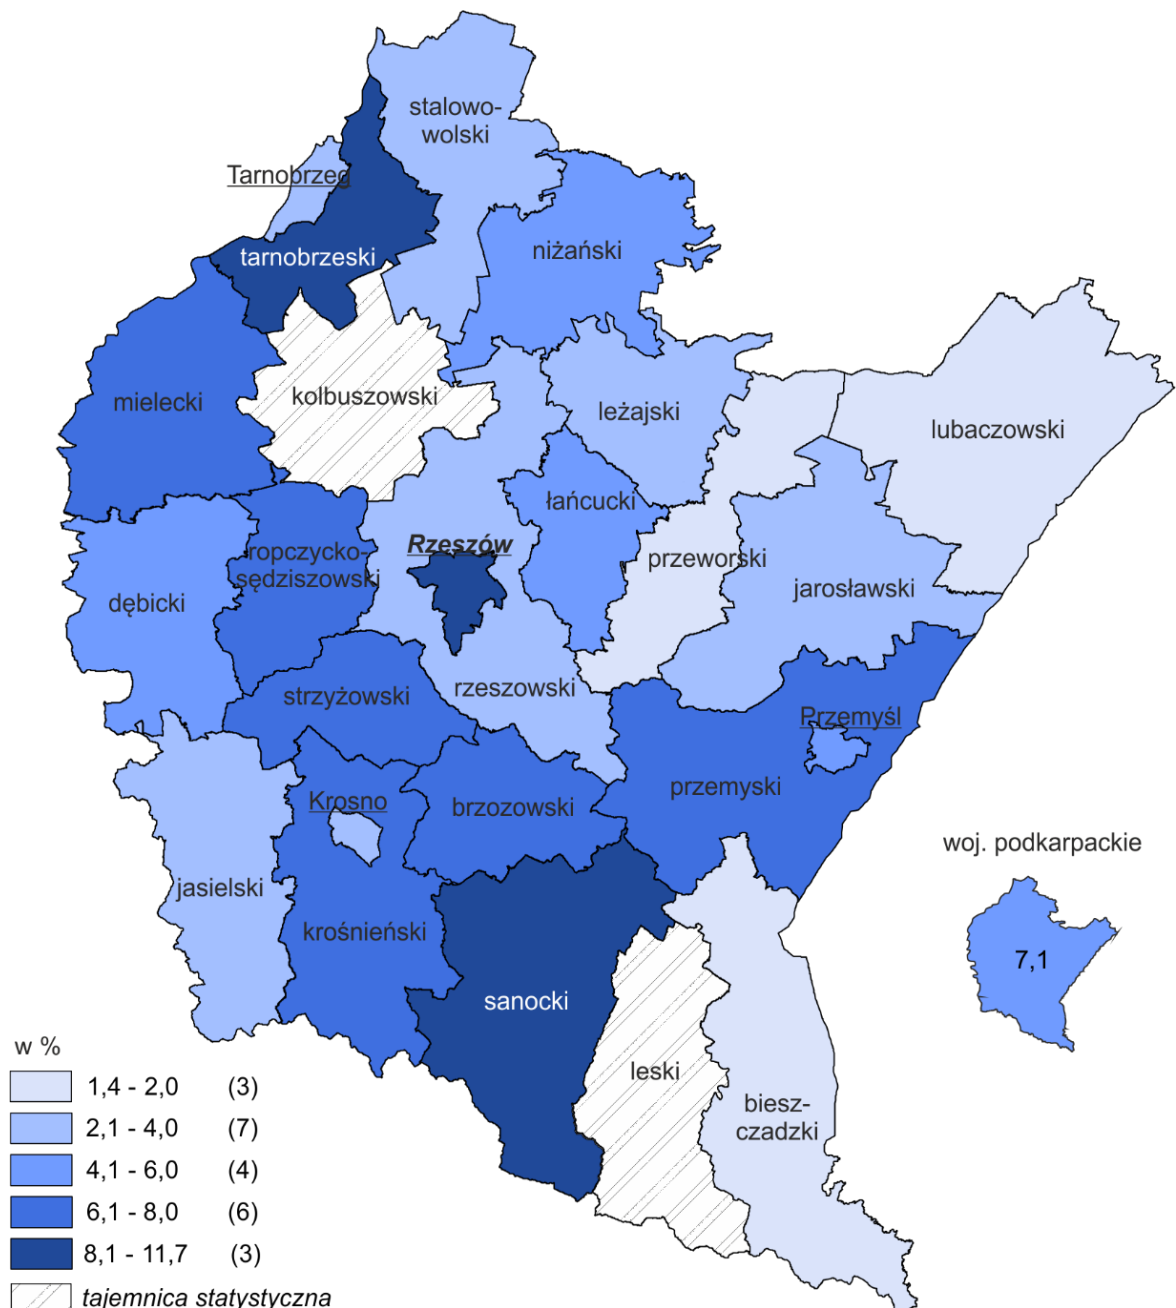 stalowo-
wolski
Tarnobrzeg
tarnobrzeski
niżański
mielecki
kolbuszowski
leżajski
lubaczowski
łańcucki
Rzeszów
ropczycko-
sędziszowski
przeworski
jarosławski
dębicki
strzyżowski
rzeszowski
Przemyśl
przemyski
Krosno
brzozowski
woj. podkarpackie
7,1
jasielski
krośnieński
sanocki
leski
biesz-
czadzki
w %
1,4 - 2,0 (3)
2,1 - 4,0 (7)
4,1 - 6,0 (4)
6,1 - 8,0 (6)
8,1 - 11,7 (3)
tajemnica statystyczna